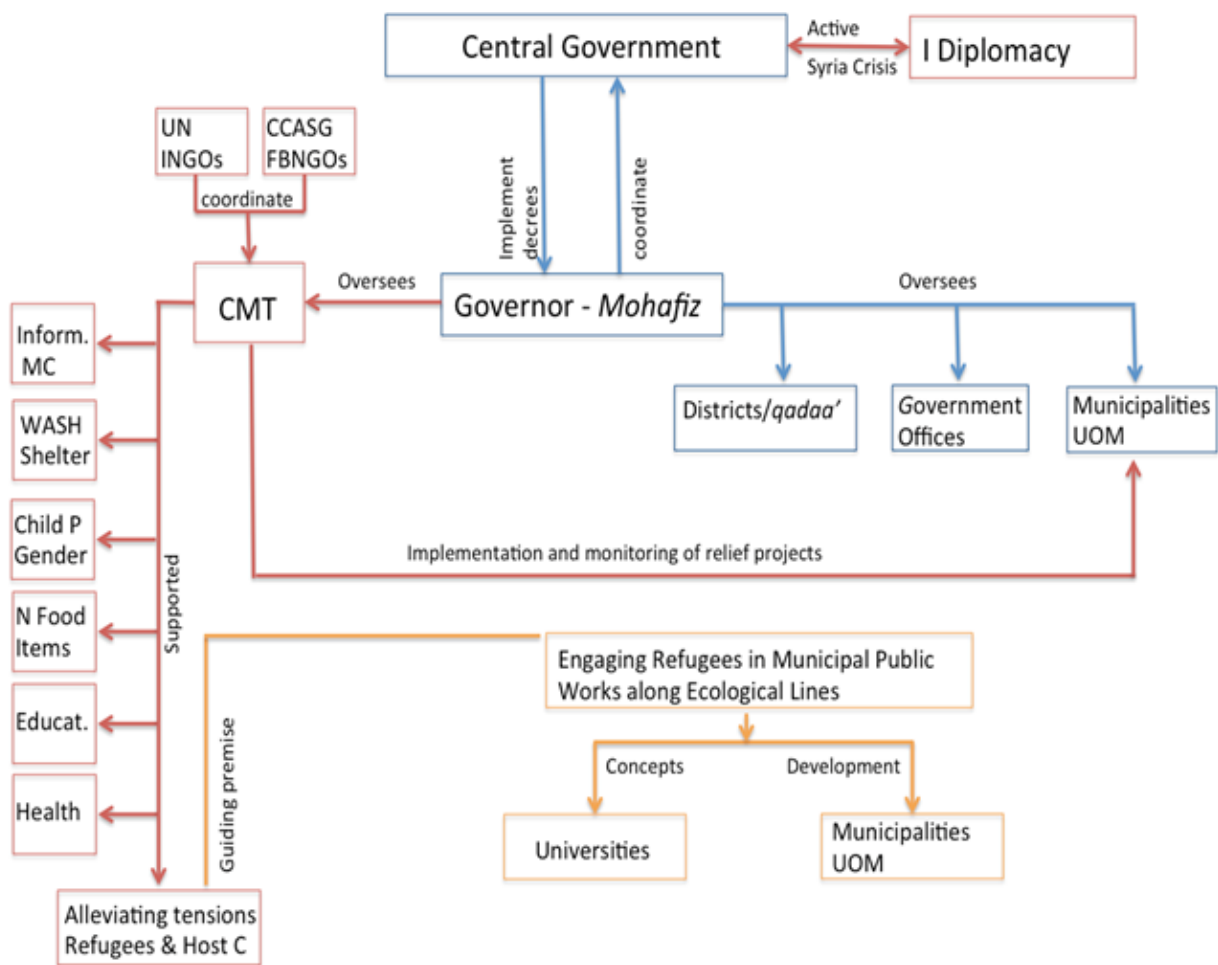 Central Government
Active
Syria Crisis
I Diplomacy
UN
INGOs
CCASG
FBNGOs
coordinate
Implement
decrees
coordinate
CMT
Oversees
Governor - Mohafiz
Oversees
Inform.
MC
WASH
Shelter
Child P
Gender
N Food
Items
Educat.
Health
Supported
Districts/qadaa’
Government
Offices
Municipalities
UOM
Implementation and monitoring of relief projects
Guiding premise
Engaging Refugees in Municipal Public
Works along Ecological Lines
Concepts
Development
Universities
Municipalities
UOM
Alleviating tensions
Refugees & Host C